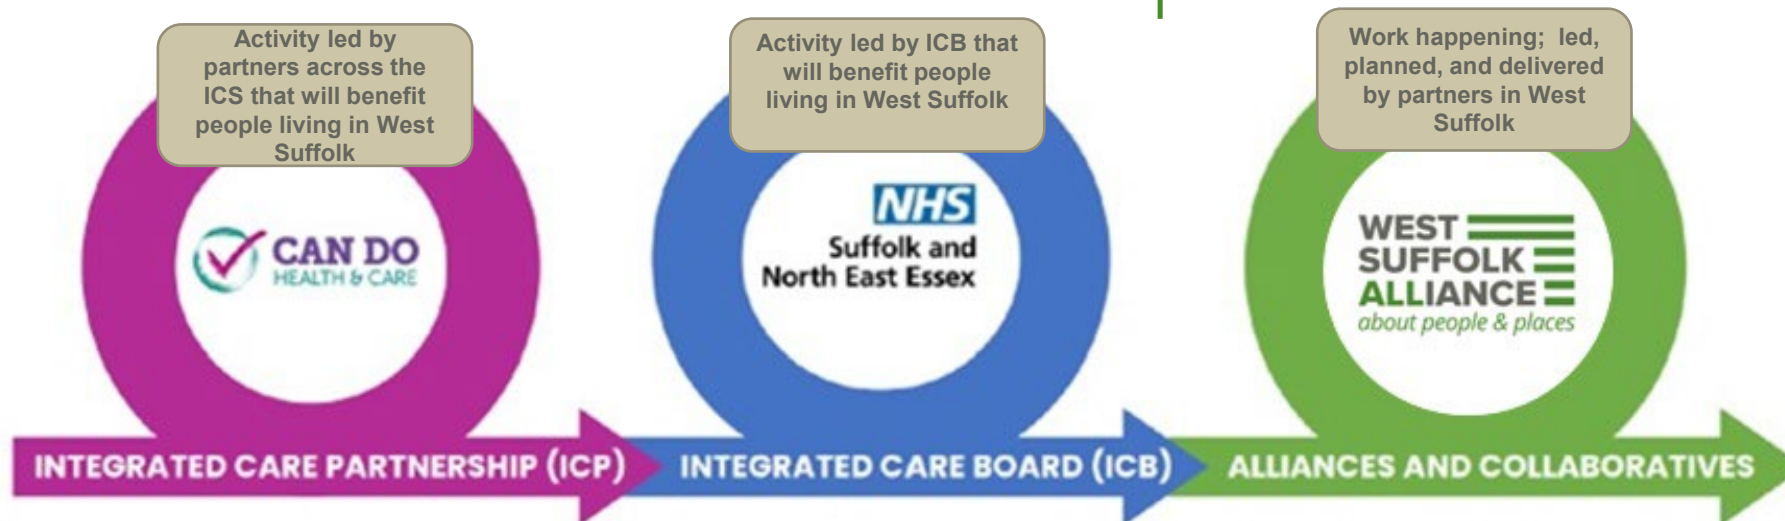 Activity led by
partners across the
ICS that will benefit
people living in West
Suffolk
Activity led by ICB that
will benefit people
living in West Suffolk
Work happening; led,
planned, and delivered
by partners in West
Suffolk
CAN DO
HEALTH & CARE
NHS
Suffolk and
North East Essex
WEST
SUFFOLK
ALLIANCE
about people & places
INTEGRATED CARE PARTNERSHIP (ICP)
INTEGRATED CARE BOARD (ICB)
ALLIANCES AND COLLABORATIVES